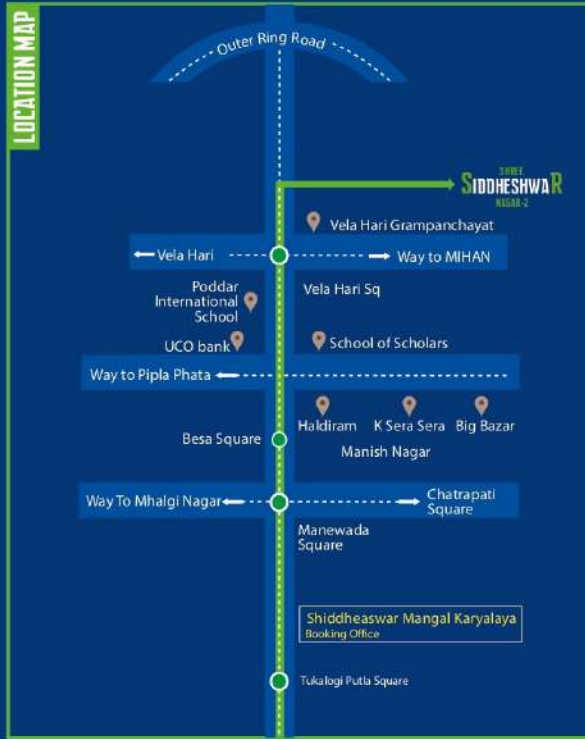 LOCATION MAP
Outer Ring Road
SHREE
SIDDHESHWAR
NAGAR-2
Vela Hari Grampanchayat
Vela Hari
Way to MIHAN
Poddar
International
School
Vela Hari Sq
UCO bank
School of Scholars
Way to Pipla Phata
Haldiram
K Sera Sera
Big Bazar
Besa Square
Manish Nagar
Way To Mhalgi Nagar
Chatrapati
Square
Manewada
Square
Shiddheaswar Mangal Karyalaya
Booking Office
Tukalogi Putla Square